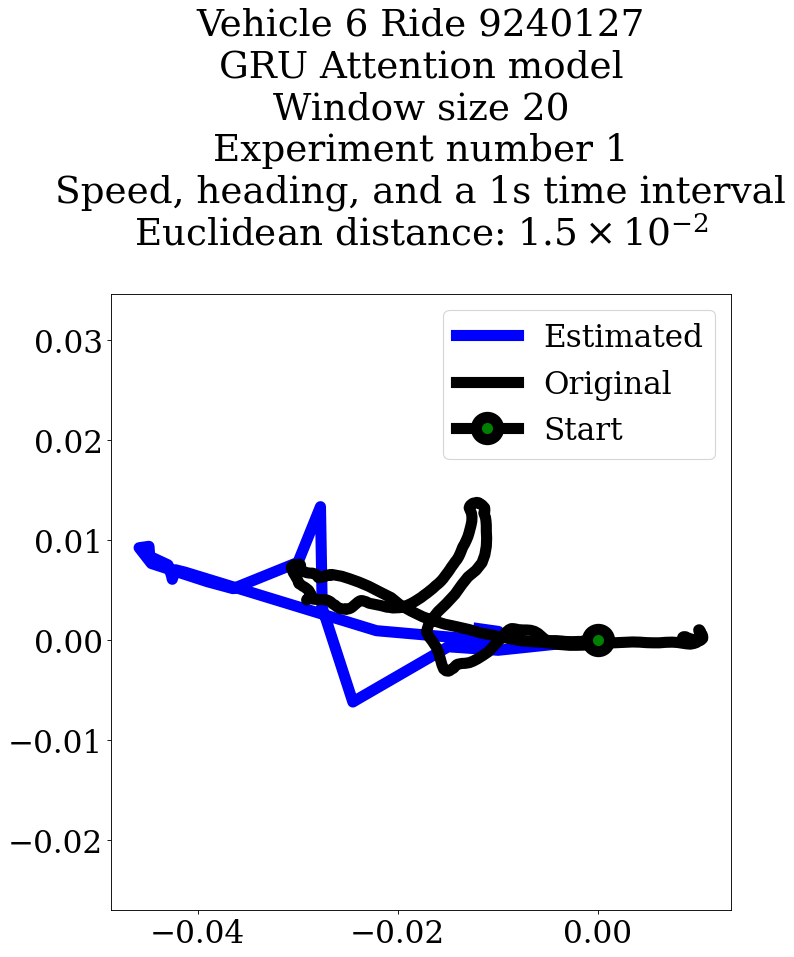 Vehicle 6 Ride 9240127
GRU Attention model
Window size 20
Experiment number 1
Speed, heading, and a 1s time interval
Euclidean distance: 1.5 × 10⁻²
Estimated
Original
Start
0.03
0.02
0.01
0.00
−0.01
−0.02
−0.04
−0.02
0.00